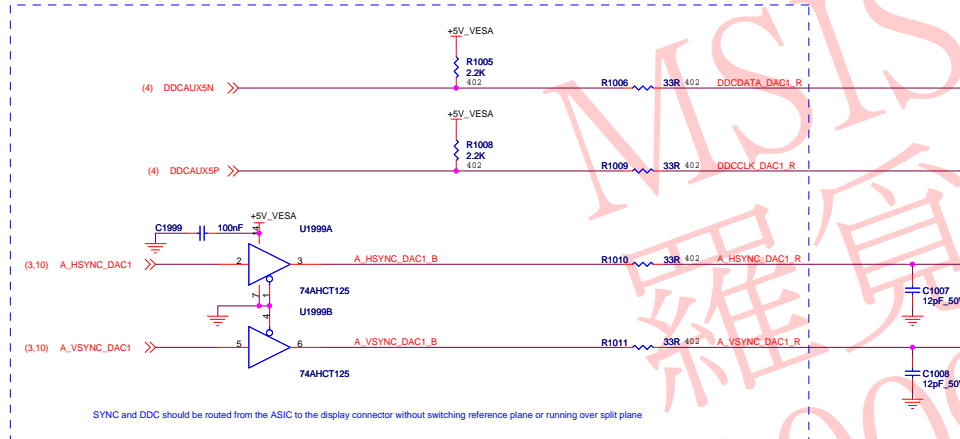 +5V_VESA
R1005
2.2K
402
(4) DDCAUX5N
R1006 33R 402 DDCDATA_DAC1_R
+5V_VESA
R1008
2.2K
402
(4) DDCAUX5P
R1009 33R 402 DDCCLK_DAC1_R
+5V_VESA
C1999 100nF 14 U1999A
(3,10) A_HSYNC_DAC1 2 3 A_HSYNC_DAC1_B R1010 33R 402 A_HSYNC_DAC1_R
7 1 74AHCT125
C1007
12pF_50V
4 U1999B
(3,10) A_VSYNC_DAC1 5 6 A_VSYNC_DAC1_B R1011 33R 402 A_VSYNC_DAC1_R
74AHCT125
C1008
12pF_50V
SYNC and DDC should be routed from the ASIC to the display connector without switching reference plane or running over split plane
MSIS
羅